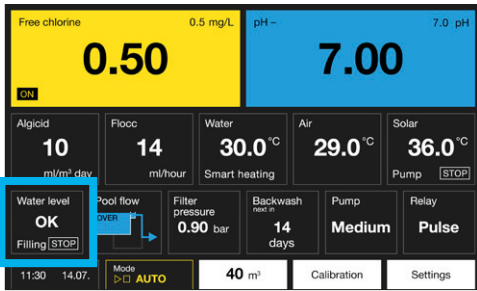 Free chlorine 0.5 mg/L
0.50
ON
pH – 7.0 pH
7.00
Algicid
10
ml/m³ day
Flocc
14
ml/hour
Water
30.0°C
Smart heating
Air
29.0°C
Solar
36.0°C
Pump STOP
Water level
OK
Filling STOP
Pool flow
OVER
Filter
pressure
0.90 bar
Backwash
next in
14
days
Pump
Medium
Relay
Pulse
11:30 14.07.
Mode
AUTO
40 m³
Calibration
Settings